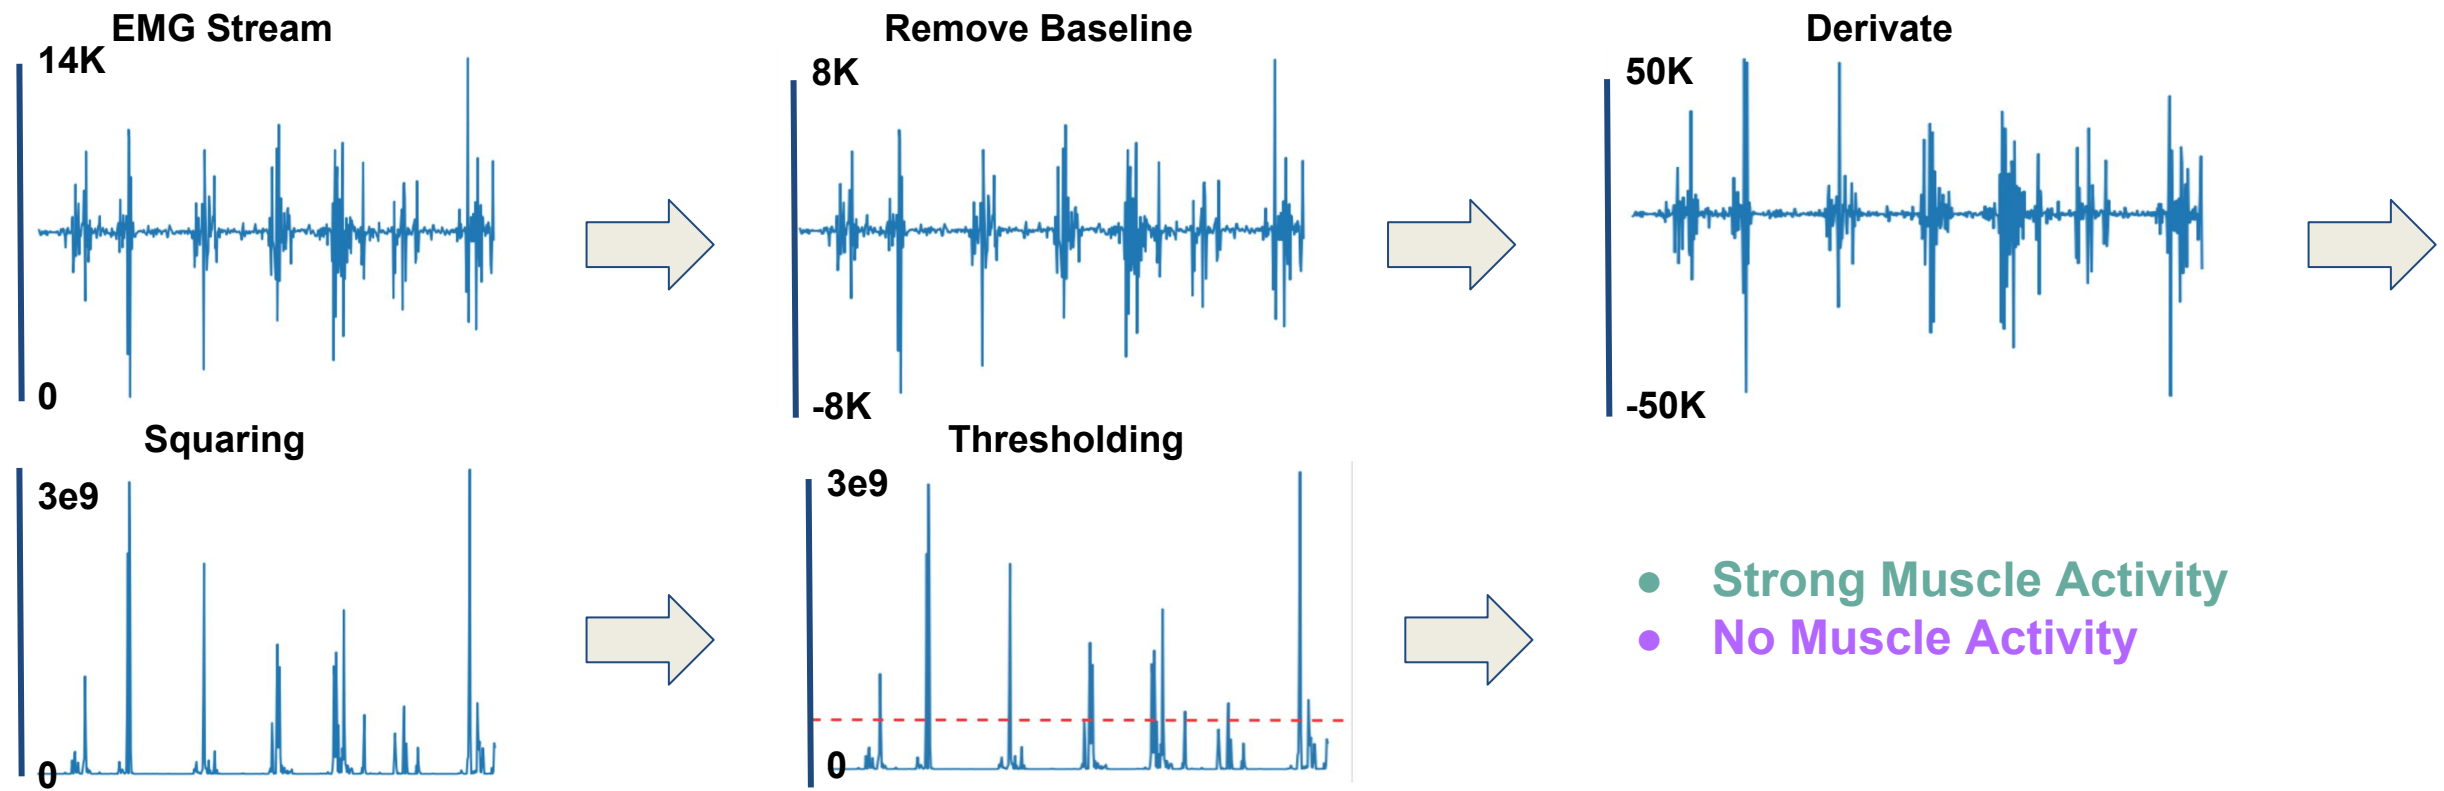 EMG Stream
14K
0
Remove Baseline
8K
-8K
Derivate
50K
-50K
Squaring
3e9
0
Thresholding
3e9
0
● Strong Muscle Activity
● No Muscle Activity